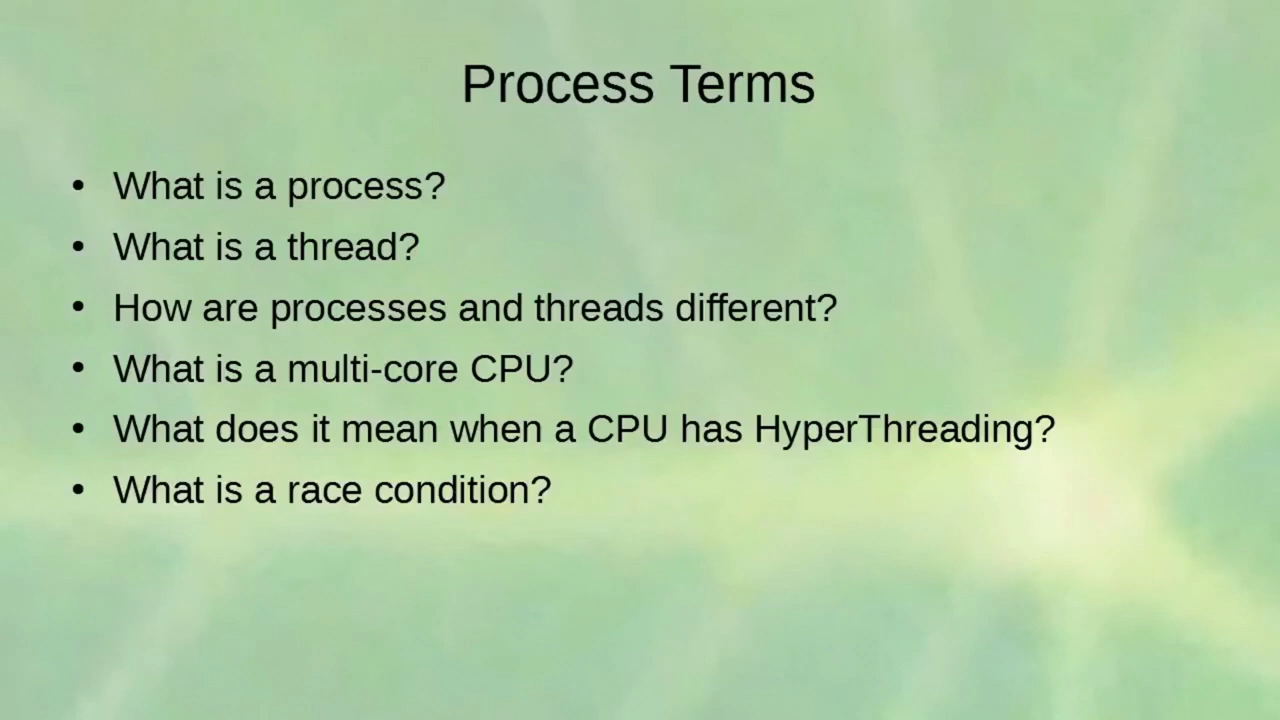 Process Terms
• What is a process?
• What is a thread?
• How are processes and threads different?
• What is a multi-core CPU?
• What does it mean when a CPU has HyperThreading?
• What is a race condition?